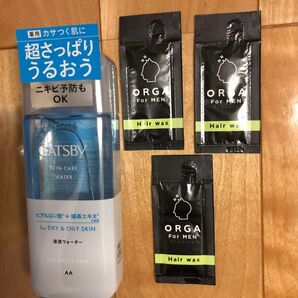 薬用 カサつく肌に
超さっぱり
うるおう
ニキビ予防も
OK
GATSBY
SKIN CARE
WATER
ヒアルロン酸*+緑茶エキス*
for DRY & OILY SKIN
薬用ウォーター
ORGA
For MEN
Hair wax
ORGA
For MEN
Hair wax
ORGA
For MEN
Hair wax